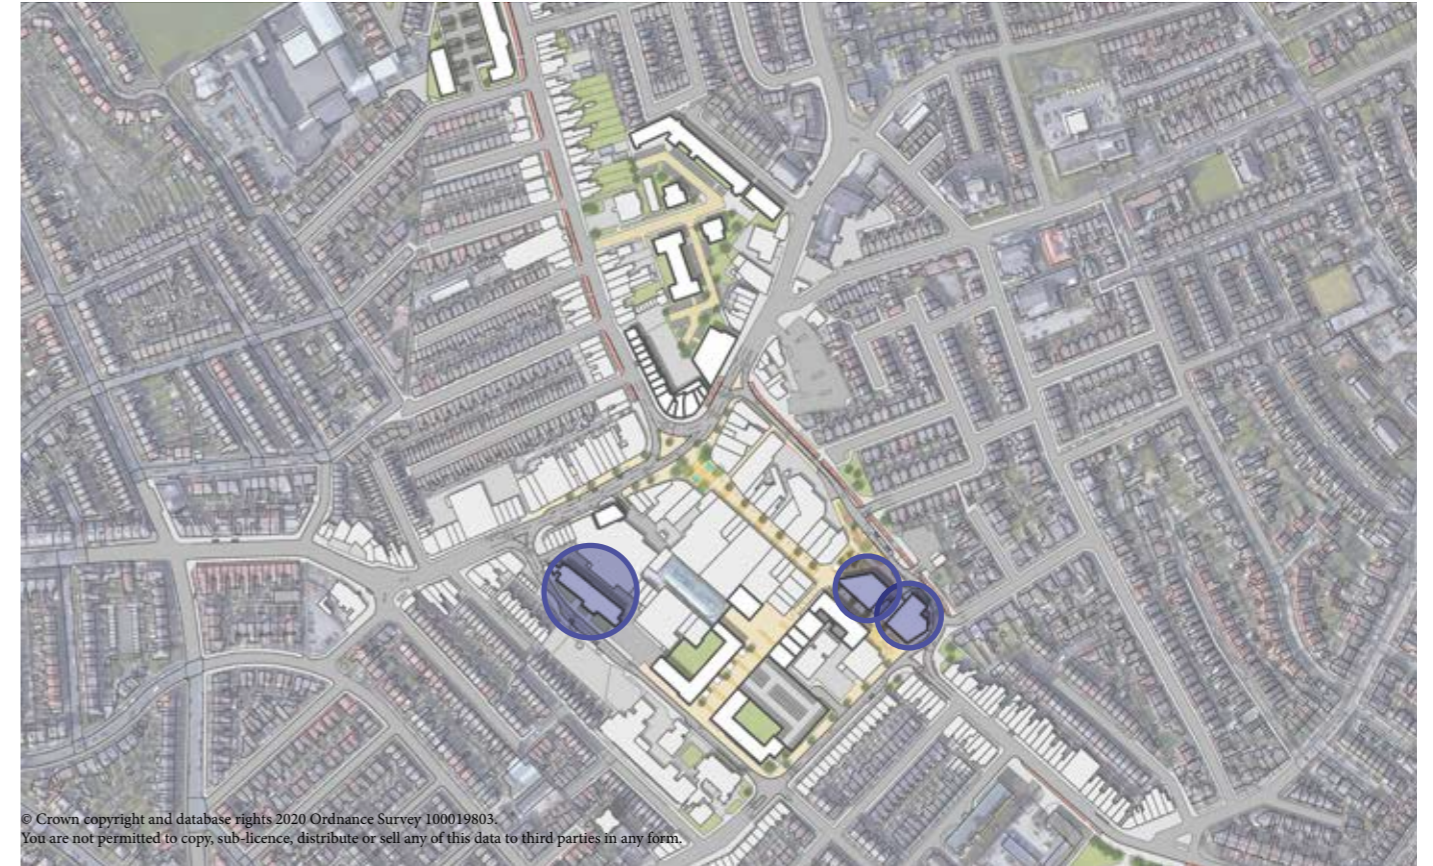 © Crown copyright and database rights 2020 Ordnance Survey 100019803.
You are not permitted to copy, sub-licence, distribute or sell any of this data to third parties in any form.